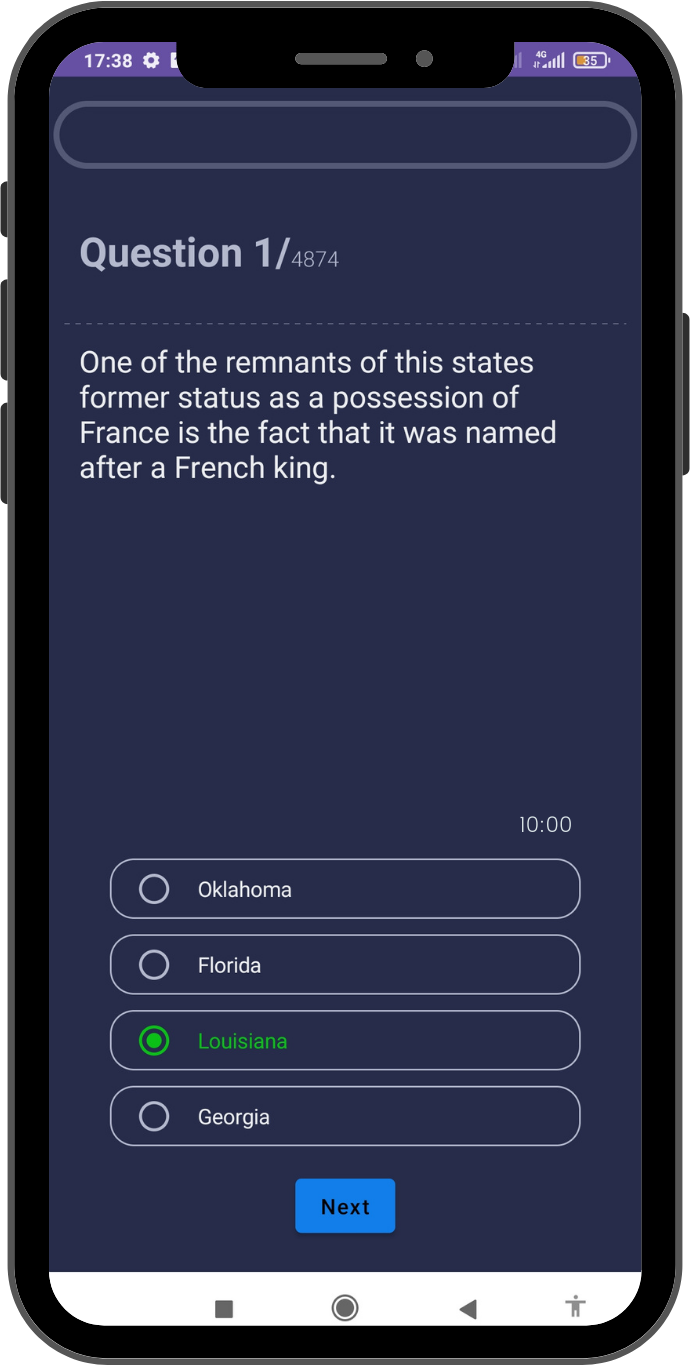 17:38 4G 35
Question 1/4874
One of the remnants of this states
former status as a possession of
France is the fact that it was named
after a French king.
10:00
Oklahoma
Florida
Louisiana
Georgia
Next